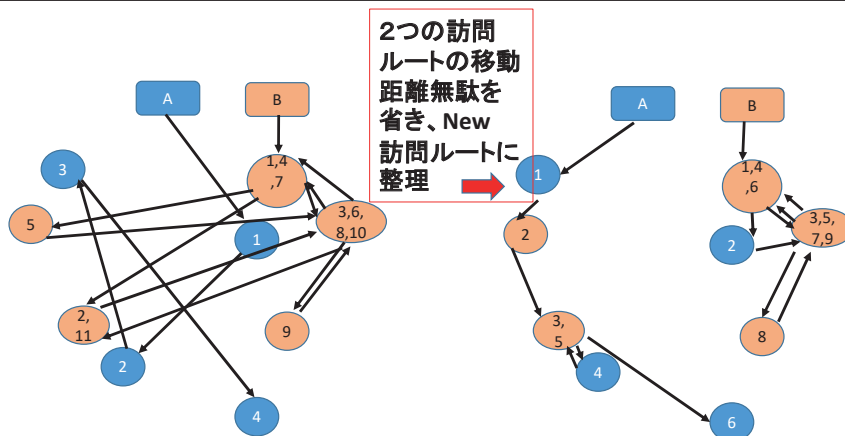 2つの訪問
ルートの移動
距離無駄を
省き、New
訪問ルートに
整理
A
B
3
1,4
,7
5
3,6,
8,10
1
2,
11
9
2
4
A
B
1
1,4
,6
2
3,5,
7,9
2
3,
5
8
4
6